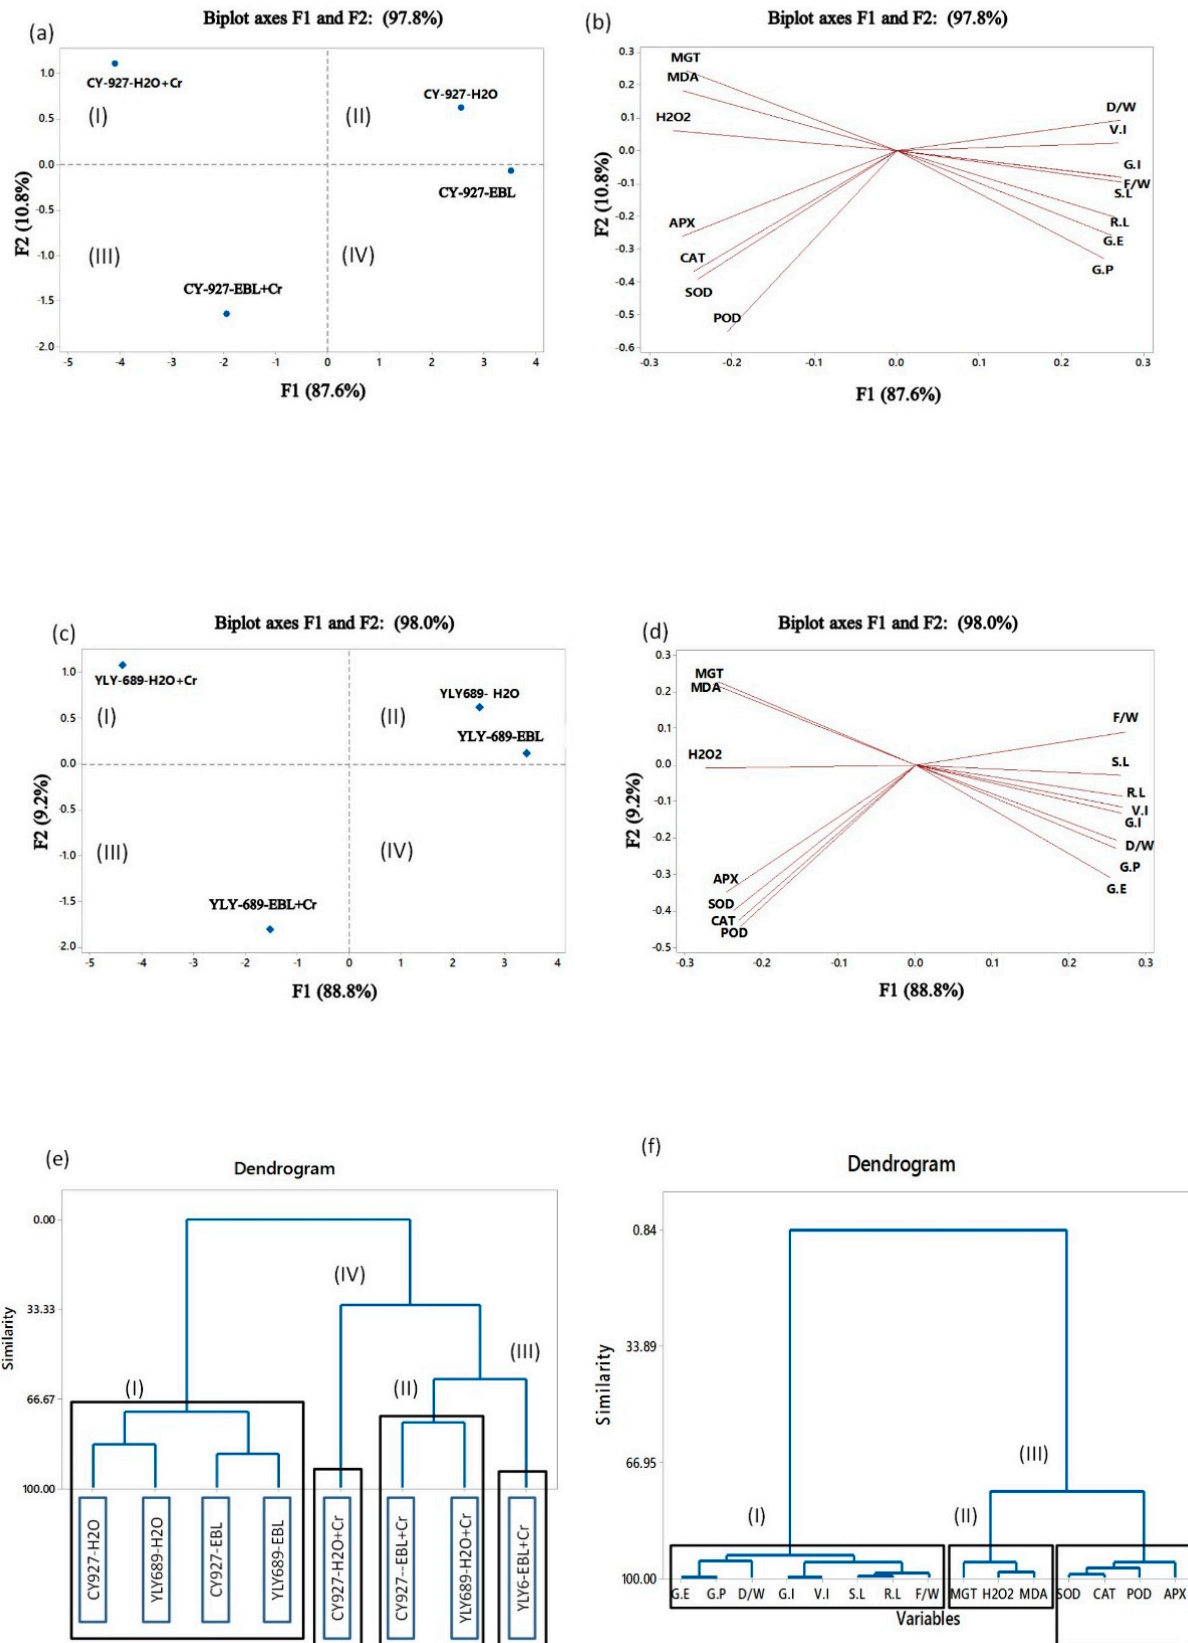 (a)
Biplot axes F1 and F2: (97.8%)
CY-927-H2O+Cr
(I)
(II)
CY-927-H2O
CY-927-EBL
(III)
(IV)
CY-927-EBL+Cr
1.0
0.5
0.0
-0.5
-1.0
-1.5
-2.0
F2 (10.8%)
-5 -4 -3 -2 -1 0 1 2 3 4
F1 (87.6%)
(b)
Biplot axes F1 and F2: (97.8%)
0.3
0.2
0.1
0.0
-0.1
-0.2
-0.3
-0.4
-0.5
-0.6
F2 (10.8%)
MGT
MDA
H2O2
APX
CAT
SOD
POD
D/W
V.I
G.I
F/W
S.L
R.L
G.E
G.P
-0.3 -0.2 -0.1 0.0 0.1 0.2 0.3
F1 (87.6%)
(c)
Biplot axes F1 and F2: (98.0%)
YLY-689-H2O+Cr
(I)
(II)
YLY689- H2O
YLY-689-EBL
(III)
(IV)
YLY-689-EBL+Cr
1.0
0.5
0.0
-0.5
-1.0
-1.5
-2.0
F2 (9.2%)
-5 -4 -3 -2 -1 0 1 2 3 4
F1 (88.8%)
(d)
Biplot axes F1 and F2: (98.0%)
0.3
0.2
0.1
0.0
-0.1
-0.2
-0.3
-0.4
-0.5
F2 (9.2%)
MGT
MDA
H2O2
APX
SOD
CAT
POD
F/W
S.L
R.L
V.I
G.I
D/W
G.P
G.E
-0.3 -0.2 -0.1 0.0 0.1 0.2 0.3
F1 (88.8%)
(e)
Dendrogram
0.00
33.33
66.67
100.00
Similarity
(I)
(IV)
(II)
(III)
CY927-H2O
YLY689-H2O
CY927-EBL
YLY689-EBL
CY927-H2O+Cr
CY927--EBL+Cr
YLY689-H2O+Cr
YLY6-EBL+Cr
(f)
Dendrogram
0.84
33.89
66.95
100.00
Similarity
(I)
(II)
(III)
G.E G.P D/W G.I V.I S.L R.L F/W MGT H2O2 MDA SOD CAT POD APX
Variables